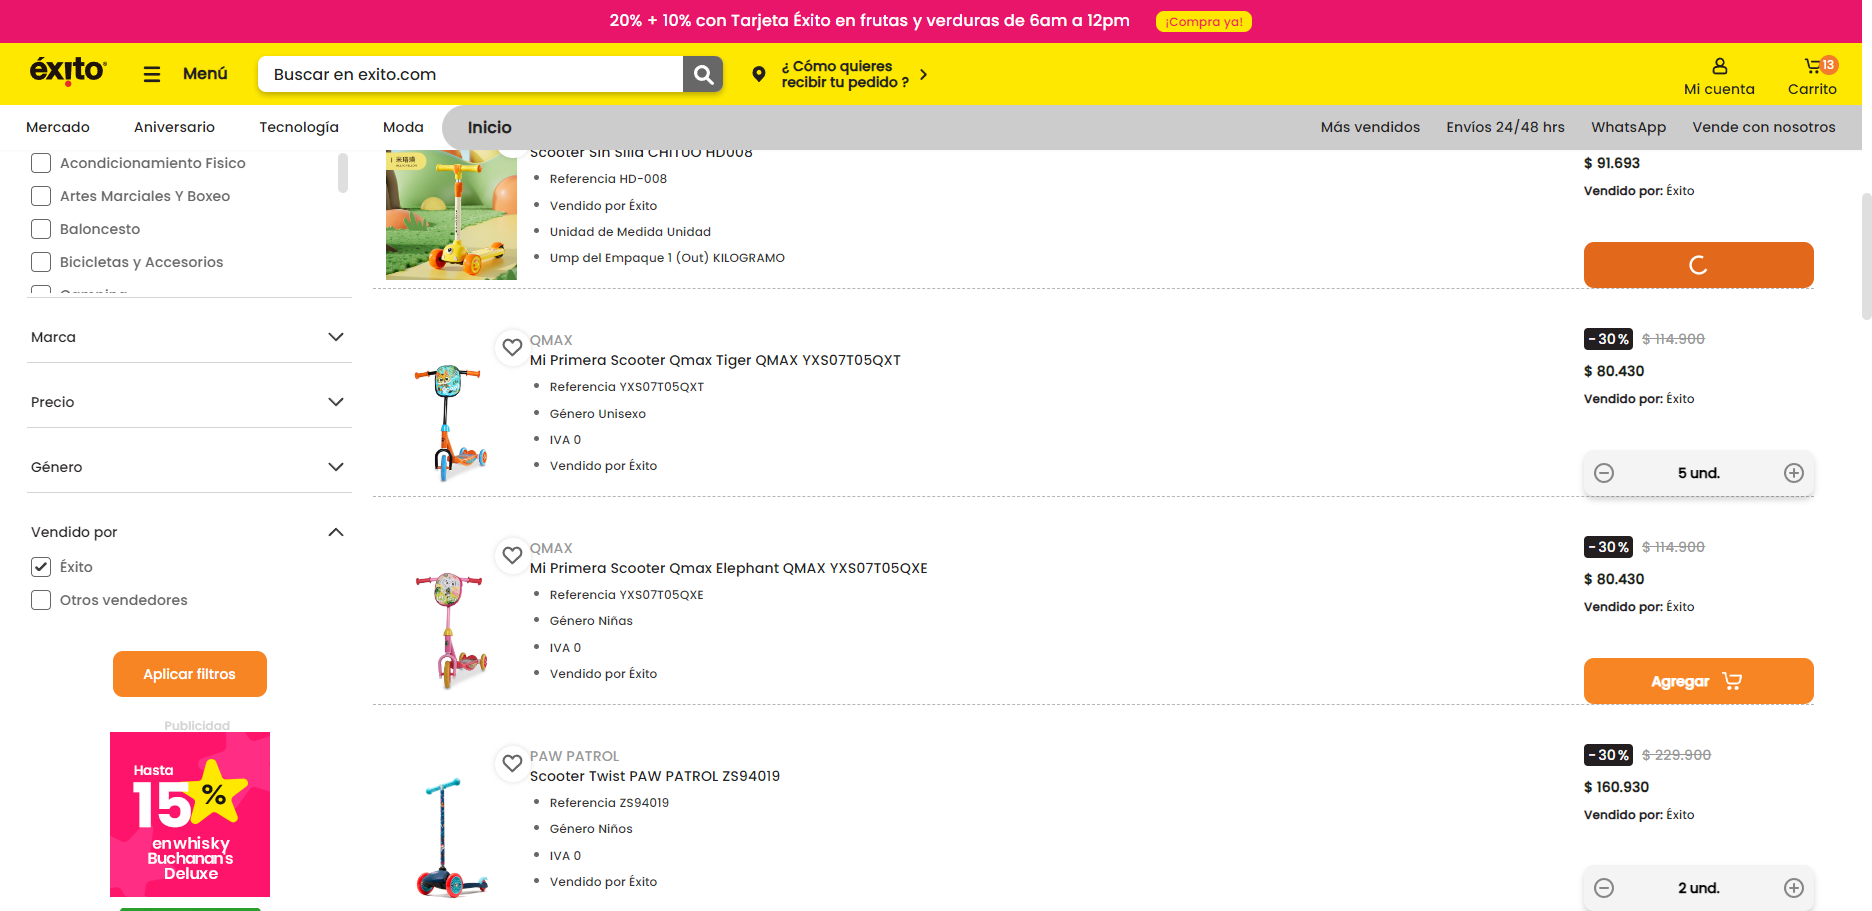 20% + 10% con Tarjeta Éxito en frutas y verduras de 6am a 12pm
¡Compra ya!
éxito
Menú
Buscar en exito.com
¿ Cómo quieres
recibir tu pedido ?
Mi cuenta
13
Carrito
Mercado
Aniversario
Tecnología
Moda
Inicio
Más vendidos
Envíos 24/48 hrs
WhatsApp
Vende con nosotros
Acondicionamiento Fisico
Artes Marciales Y Boxeo
Baloncesto
Bicicletas y Accesorios
Camping
Marca
Precio
Género
Vendido por
Éxito
Otros vendedores
Aplicar filtros
Publicidad
Hasta
15%
en whisky
Buchanan's
Deluxe
Scooter Sin Silla CHITUO HD008
Referencia HD-008
Vendido por Éxito
Unidad de Medida Unidad
Ump del Empaque 1 (Out) KILOGRAMO
$ 91.693
Vendido por: Éxito
QMAX
Mi Primera Scooter Qmax Tiger QMAX YXS07T05QXT
Referencia YXS07T05QXT
Género Unisexo
IVA 0
Vendido por Éxito
-30% $ 114.900
$ 80.430
Vendido por: Éxito
5 und.
QMAX
Mi Primera Scooter Qmax Elephant QMAX YXS07T05QXE
Referencia YXS07T05QXE
Género Niñas
IVA 0
Vendido por Éxito
-30% $ 114.900
$ 80.430
Vendido por: Éxito
Agregar
PAW PATROL
Scooter Twist PAW PATROL ZS94019
Referencia ZS94019
Género Niños
IVA 0
Vendido por Éxito
-30% $ 229.900
$ 160.930
Vendido por: Éxito
2 und.